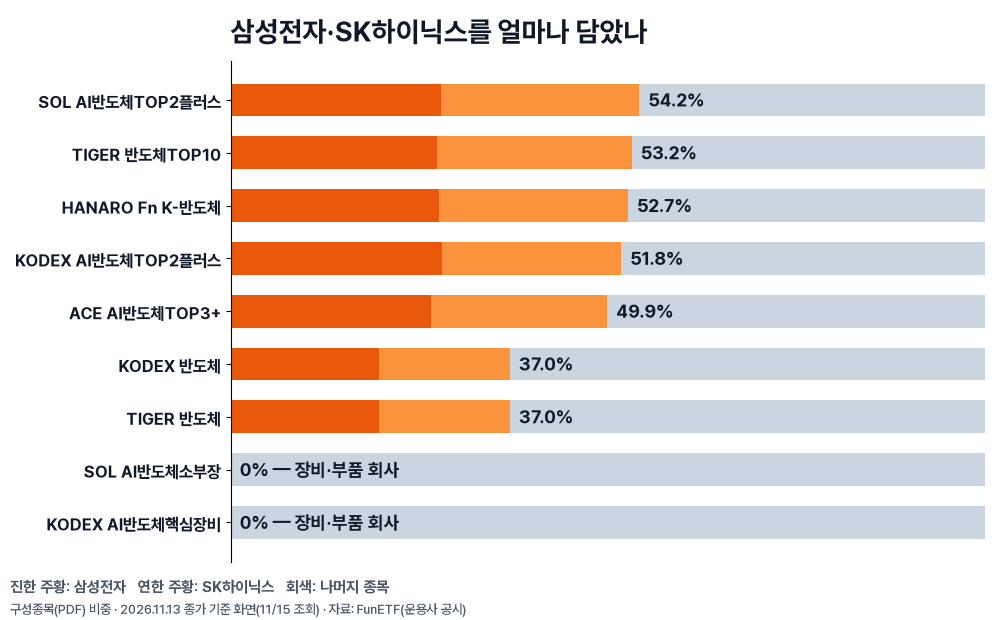 삼성전자·SK하이닉스를 얼마나 담았나
SOL AI반도체TOP2플러스 54.2%
TIGER 반도체TOP10 53.2%
HANARO Fn K-반도체 52.7%
KODEX AI반도체TOP2플러스 51.8%
ACE AI반도체TOP3+ 49.9%
KODEX 반도체 37.0%
TIGER 반도체 37.0%
SOL AI반도체소부장 0% — 장비·부품 회사
KODEX AI반도체핵심장비 0% — 장비·부품 회사
진한 주황: 삼성전자 연한 주황: SK하이닉스 회색: 나머지 종목
구성종목(PDF) 비중 · 2026.11.13 종가 기준 화면(11/15 조회) · 자료: FunETF(운용사 공시)